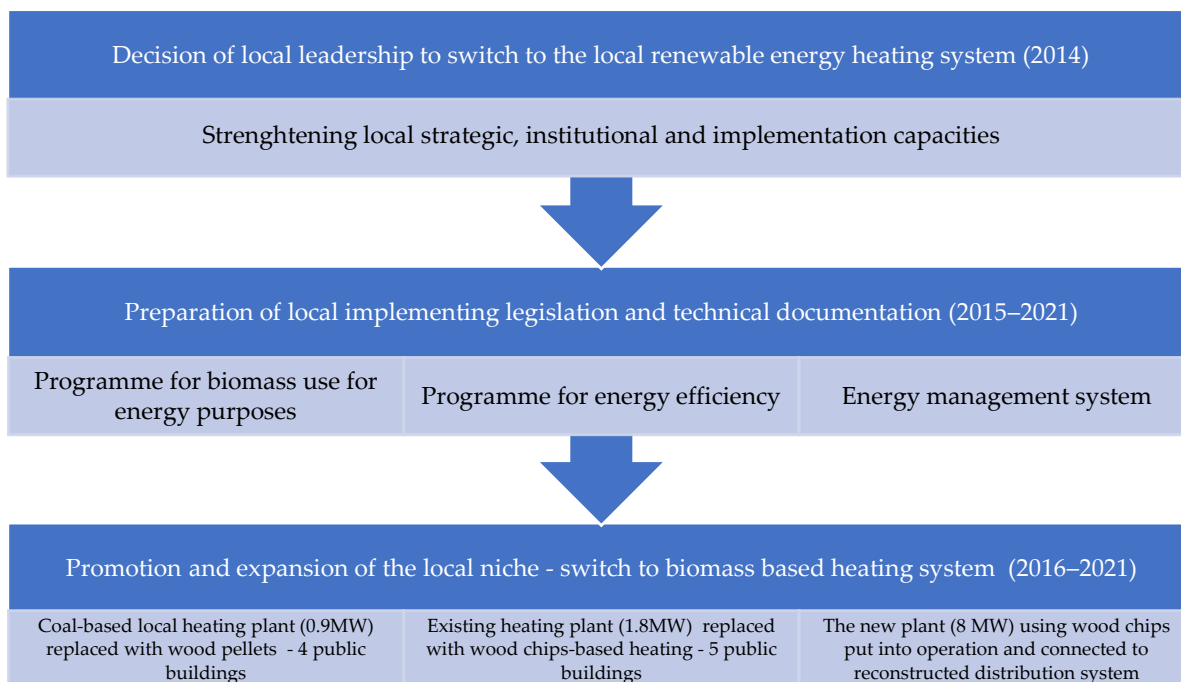 Decision of local leadership to switch to the local renewable energy heating system (2014)
Strenghtening local strategic, institutional and implementation capacities
Preparation of local implementing legislation and technical documentation (2015–2021)
Programme for biomass use for
energy purposes
Programme for energy efficiency
Energy management system
Promotion and expansion of the local niche - switch to biomass based heating system (2016–2021)
Coal-based local heating plant (0.9MW)
replaced with wood pellets - 4 public
buildings
Existing heating plant (1.8MW) replaced
with wood chips-based heating - 5 public
buildings
The new plant (8 MW) using wood chips
put into operation and connected to
reconstructed distribution system